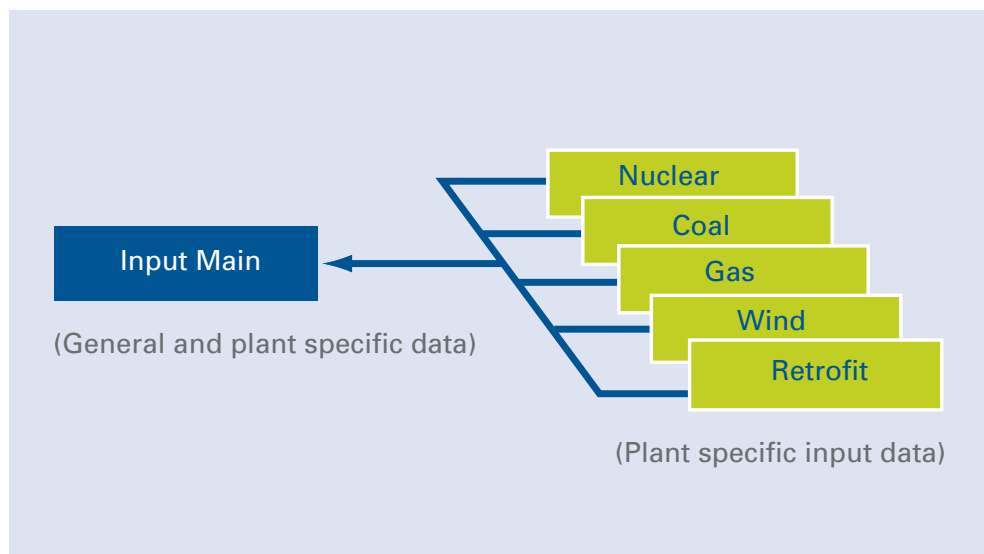 Nuclear
Coal
Gas
Wind
Retrofit
Input Main
(General and plant specific data)
(Plant specific input data)